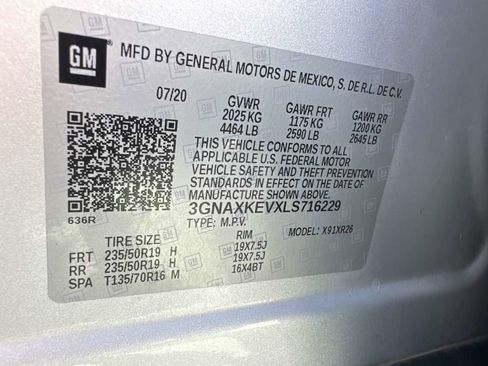 GM
MFD BY GENERAL MOTORS DE MEXICO, S. DE R.L. DE C.V.
07/20 GVWR GAWR FRT GAWR RR
2025 KG 1175 KG 1200 KG
4464 LB 2590 LB 2645 LB
THIS VEHICLE CONFORMS TO ALL
APPLICABLE U.S. FEDERAL MOTOR
VEHICLE SAFETY AND THEFT PREVENTION
STANDARDS IN EFFECT ON THE DATE OF
MANUFACTURE SHOWN ABOVE.
3GNAXKEVXLS716229
636R TYPE: M.P.V. MODEL: X91XR26
TIRE SIZE RIM
FRT 235/50R19 H 19X7.5J
RR 235/50R19 H 19X7.5J
SPA T135/70R16 M 16X4BT